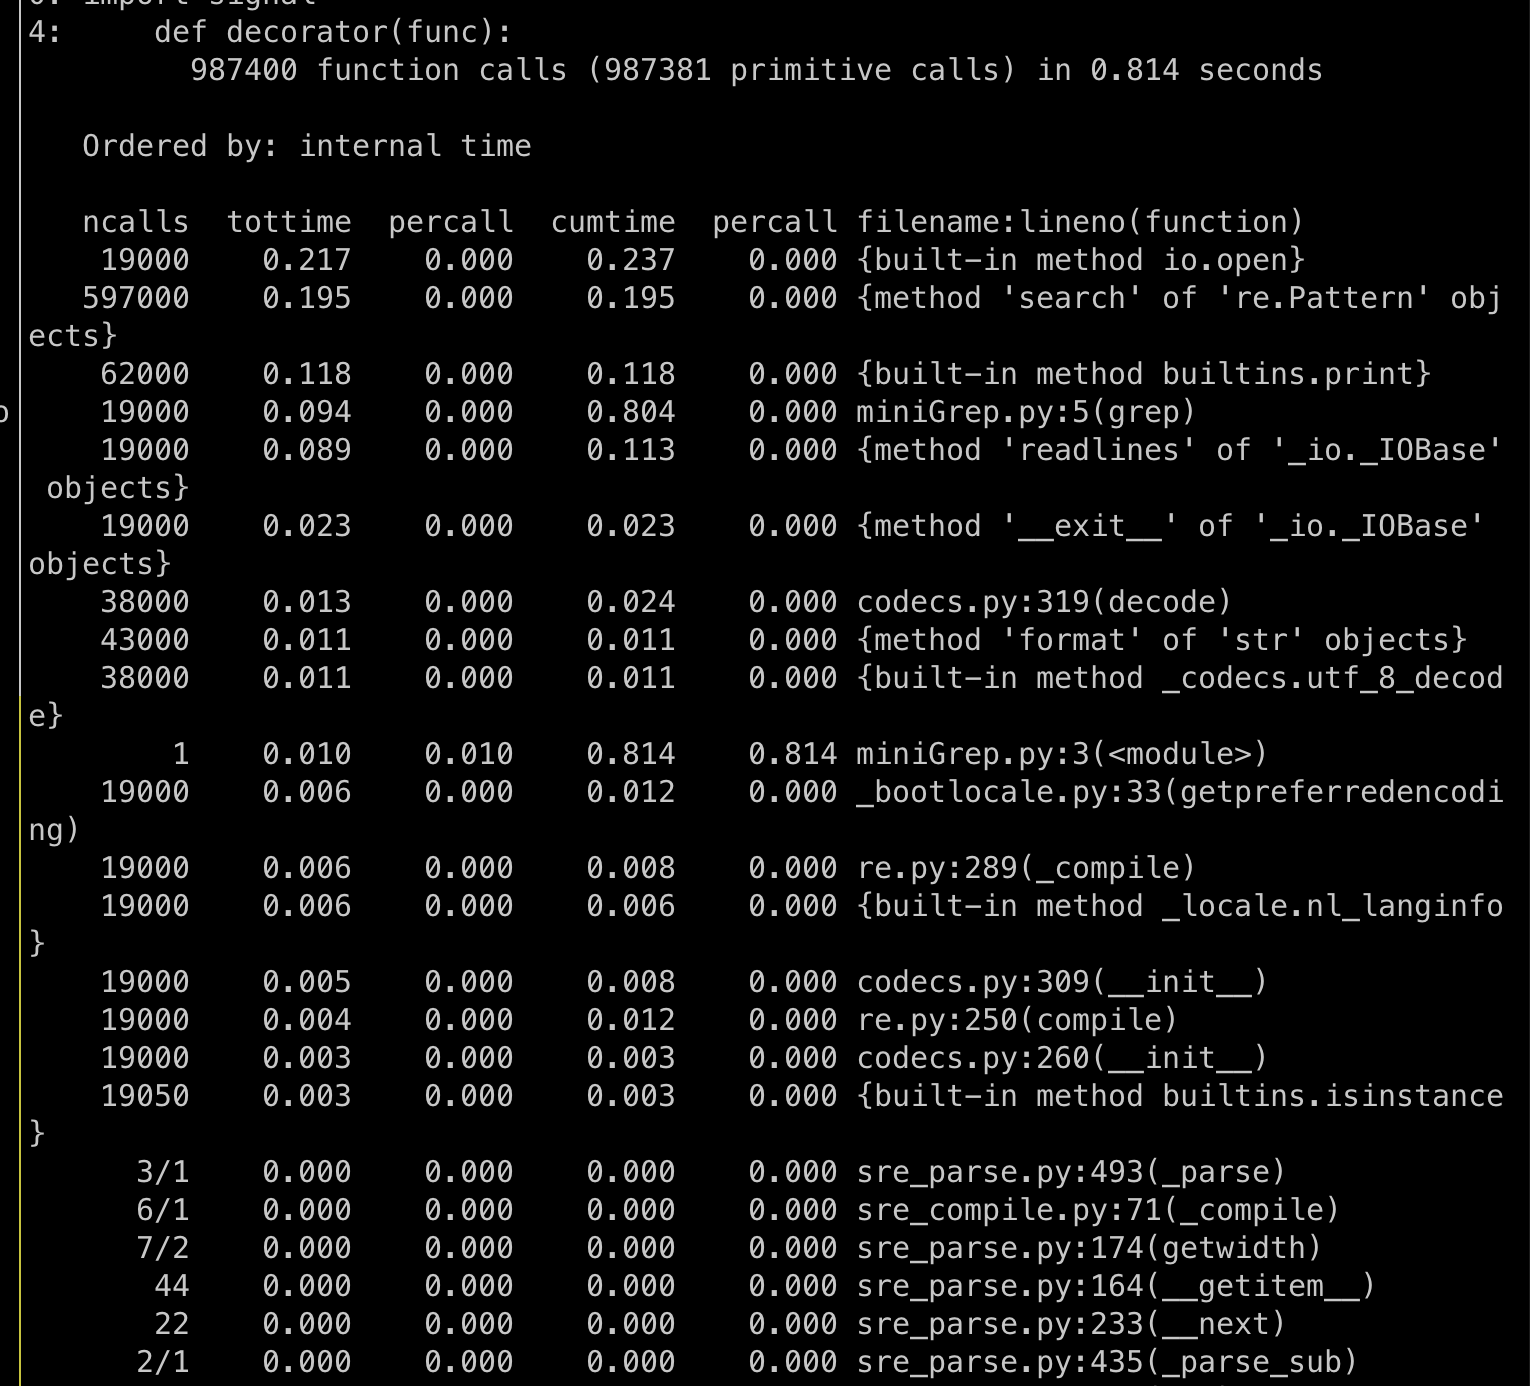 6: import signal
4:     def decorator(func):
         987400 function calls (987381 primitive calls) in 0.814 seconds
   Ordered by: internal time
   ncalls  tottime  percall  cumtime  percall filename:lineno(function)
    19000    0.217    0.000    0.237    0.000 {built-in method io.open}
   597000    0.195    0.000    0.195    0.000 {method 'search' of 're.Pattern' obj
ects}
    62000    0.118    0.000    0.118    0.000 {built-in method builtins.print}
    19000    0.094    0.000    0.804    0.000 miniGrep.py:5(grep)
    19000    0.089    0.000    0.113    0.000 {method 'readlines' of '_io._IOBase'
 objects}
    19000    0.023    0.000    0.023    0.000 {method '__exit__' of '_io._IOBase'
objects}
    38000    0.013    0.000    0.024    0.000 codecs.py:319(decode)
    43000    0.011    0.000    0.011    0.000 {method 'format' of 'str' objects}
    38000    0.011    0.000    0.011    0.000 {built-in method _codecs.utf_8_decod
e}
        1    0.010    0.010    0.814    0.814 miniGrep.py:3(<module>)
    19000    0.006    0.000    0.012    0.000 _bootlocale.py:33(getpreferredencodi
ng)
    19000    0.006    0.000    0.008    0.000 re.py:289(_compile)
    19000    0.006    0.000    0.006    0.000 {built-in method _locale.nl_langinfo
}
    19000    0.005    0.000    0.008    0.000 codecs.py:309(__init__)
    19000    0.004    0.000    0.012    0.000 re.py:250(compile)
    19000    0.003    0.000    0.003    0.000 codecs.py:260(__init__)
    19050    0.003    0.000    0.003    0.000 {built-in method builtins.isinstance
}
      3/1    0.000    0.000    0.000    0.000 sre_parse.py:493(_parse)
      6/1    0.000    0.000    0.000    0.000 sre_compile.py:71(_compile)
      7/2    0.000    0.000    0.000    0.000 sre_parse.py:174(getwidth)
       44    0.000    0.000    0.000    0.000 sre_parse.py:164(__getitem__)
       22    0.000    0.000    0.000    0.000 sre_parse.py:233(__next)
      2/1    0.000    0.000    0.000    0.000 sre_parse.py:435(_parse_sub)